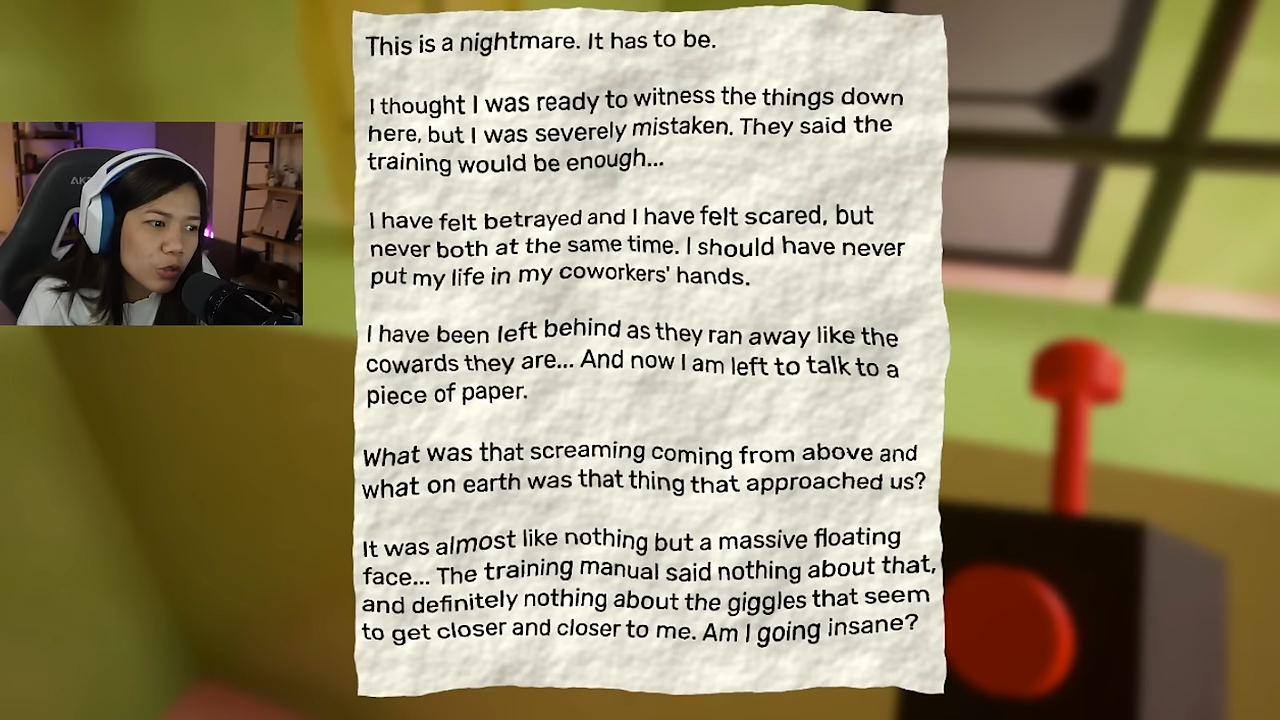 This is a nightmare. It has to be.
I thought I was ready to witness the things down
here, but I was severely mistaken. They said the
training would be enough...
I have felt betrayed and I have felt scared, but
never both at the same time. I should have never
put my life in my coworkers' hands.
I have been left behind as they ran away like the
cowards they are... And now I am left to talk to a
piece of paper.
What was that screaming coming from above and
what on earth was that thing that approached us?
It was almost like nothing but a massive floating
face... The training manual said nothing about that,
and definitely nothing about the giggles that seem
to get closer and closer to me. Am I going insane?